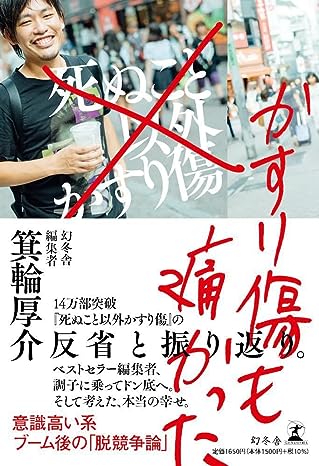 死ぬこと
以外
かすり傷
かすり傷も
痛かった
幻冬舎
編集者
箕輪厚介
14万部突破
『死ぬこと以外かすり傷』の
反省と振り返り。
ベストセラー編集者、
調子に乗ってドン底へ。
そして考えた、本当の幸せ。
意識高い系
ブーム後の「脱競争論」
幻冬舎
定価1650円(本体1500円+10%)